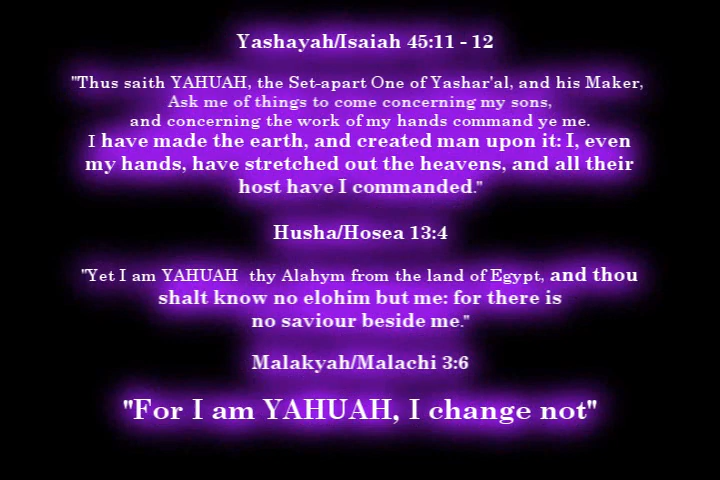 Yashayah/Isaiah 45:11 - 12
"Thus saith YAHUAH, the Set-apart One of Yashar'al, and his Maker,
Ask me of things to come concerning my sons,
and concerning the work of my hands command ye me.
I have made the earth, and created man upon it: I, even
my hands, have stretched out the heavens, and all their
host have I commanded."
Husha/Hosea 13:4
"Yet I am YAHUAH thy Alahym from the land of Egypt, and thou
shalt know no elohim but me: for there is
no saviour beside me."
Malakyah/Malachi 3:6
"For I am YAHUAH, I change not"